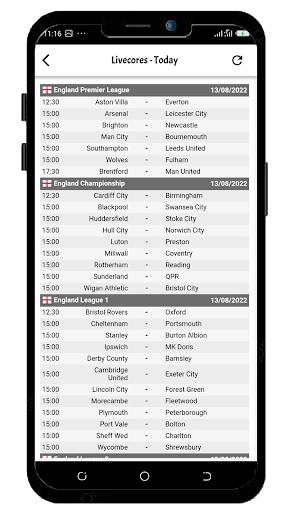 11:16
Livecores - Today
England Premier League 13/08/2022
12:30 Aston Villa - Everton
15:00 Arsenal - Leicester City
15:00 Brighton - Newcastle
15:00 Man City - Bournemouth
15:00 Southampton - Leeds United
15:00 Wolves - Fulham
17:30 Brentford - Man United
England Championship 13/08/2022
12:30 Cardiff City - Birmingham
15:00 Blackpool - Swansea City
15:00 Huddersfield - Stoke City
15:00 Hull City - Norwich City
15:00 Luton - Preston
15:00 Millwall - Coventry
15:00 Rotherham - Reading
15:00 Sunderland - QPR
15:00 Wigan Athletic - Bristol City
England League 1 13/08/2022
12:30 Bristol Rovers - Oxford
15:00 Cheltenham - Portsmouth
15:00 Stanley - Burton Albion
15:00 Ipswich - MK Dons
15:00 Derby County - Barnsley
15:00 Cambridge United - Exeter City
15:00 Lincoln City - Forest Green
15:00 Morecambe - Fleetwood
15:00 Plymouth - Peterborough
15:00 Port Vale - Bolton
15:00 Sheff Wed - Charlton
15:00 Wycombe - Shrewsbury